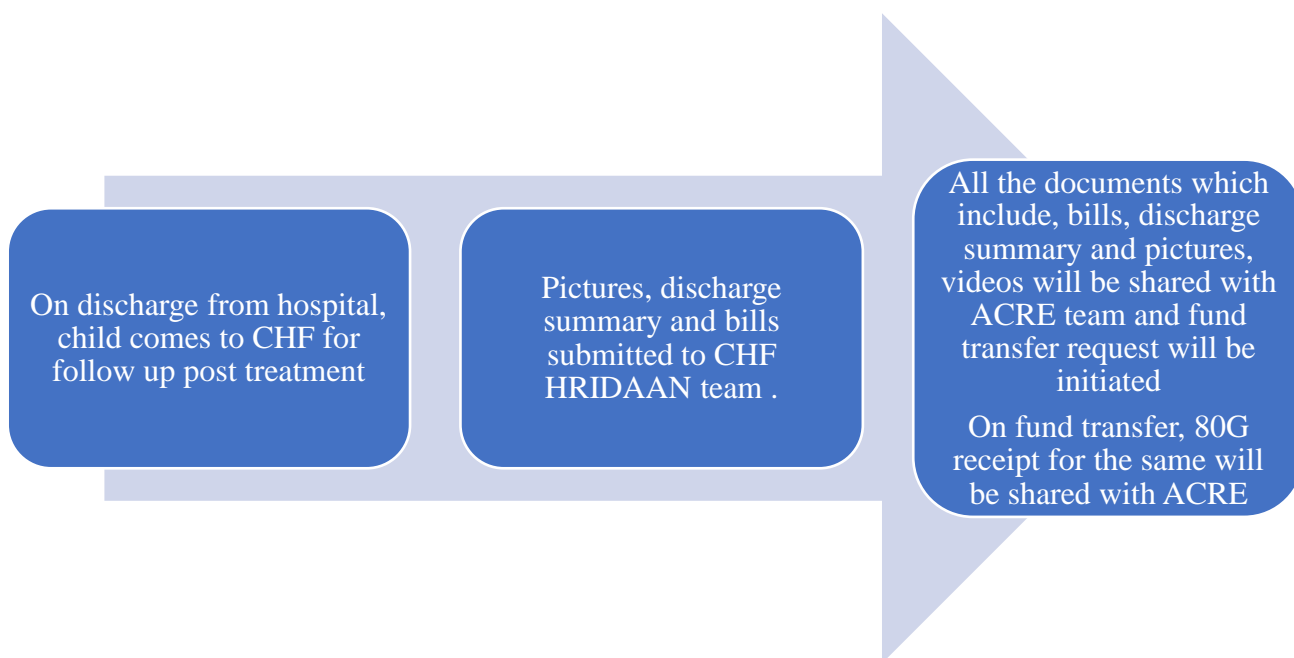 On discharge from hospital,
child comes to CHF for
follow up post treatment
Pictures, discharge
summary and bills
submitted to CHF
HRIDAAN team .
All the documents which
include, bills, discharge
summary and pictures,
videos will be shared with
ACRE team and fund
transfer request will be
initiated
On fund transfer, 80G
receipt for the same will
be shared with ACRE